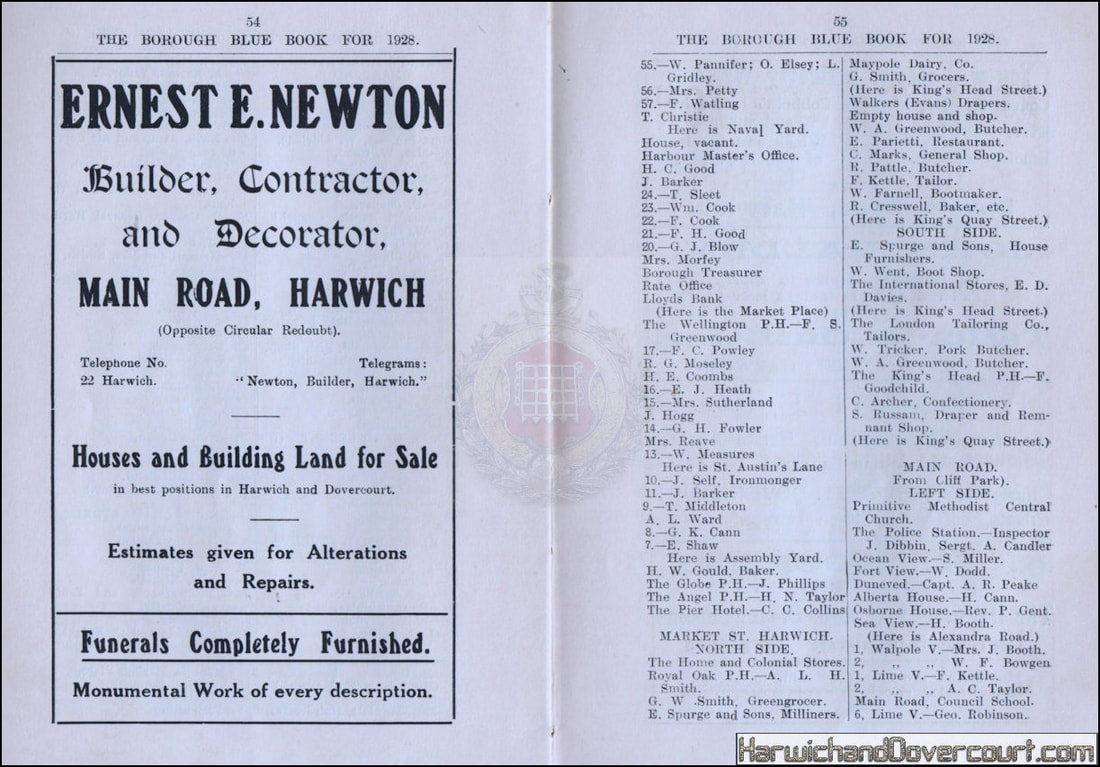 54
THE BOROUGH BLUE BOOK FOR 1928.
ERNEST E. NEWTON
Builder, Contractor,
and Decorator,
MAIN ROAD, HARWICH
(Opposite Circular Redoubt).
Telephone No. Telegrams:
22 Harwich. "Newton, Builder, Harwich."
Houses and Building Land for Sale
in best positions in Harwich and Dovercourt.
Estimates given for Alterations
and Repairs.
Funerals Completely Furnished.
Monumental Work of every description.
55
THE BOROUGH BLUE BOOK FOR 1928.
55.—W. Pannifer; O. Elsey; L.
Gridley.
56.—Mrs. Petty
57.—F. Watling
T. Christie
Here is Naval Yard.
House, vacant.
Harbour Master's Office.
H. C. Good
J. Barker
24.—T. Sleet
23.—Wm. Cook
22.—F. Cook
21.—F. H. Good
20.—G. J. Blow
Mrs. Morfey
Borough Treasurer
Rate Office
Lloyds Bank
(Here is the Market Place)
The Wellington P.H.—F. S.
Greenwood
17.—F. C. Powley
R. G. Moseley
H. E. Coombs
16.—E. J. Heath
15.—Mrs. Sutherland
J. Hogg
14.—G. H. Fowler
Mrs. Reave
13.—W. Measures
Here is St. Austin's Lane
10.—J. Self, Ironmonger
11.—J. Barker
9.—T. Middleton
A. L. Ward
8.—G. K. Cann
7.—E. Shaw
Here is Assembly Yard.
H. W. Gould, Baker.
The Globe P.H.—J. Phillips
The Angel P.H.—H. N. Taylor
The Pier Hotel.—C. C. Collins
MARKET ST. HARWICH.
NORTH SIDE.
The Home and Colonial Stores.
Royal Oak P.H.—A. L. H.
Smith.
G. W .Smith, Greengrocer.
E. Spurge and Sons, Milliners.
Maypole Dairy, Co.
G. Smith, Grocers.
(Here is King's Head Street.)
Walkers (Evans) Drapers.
Empty house and shop.
W. A. Greenwood, Butcher.
E. Parietti, Restaurant.
C. Marks, General Shop.
R. Pattle, Butcher.
F. Kettle, Tailor.
W. Farnell, Bootmaker.
R. Cresswell, Baker, etc.
(Here is King's Quay Street.)
SOUTH SIDE.
E. Spurge and Sons, House
Furnishers.
W. Went, Boot Shop.
The International Stores, E. D.
Davies.
(Here is King's Head Street.)
The London Tailoring Co.,
Tailors.
W. Tricker, Pork Butcher.
W. A. Greenwood, Butcher.
The King's Head P.H.—F.
Goodchild.
C. Archer, Confectionery.
S. Russam, Draper and Rem-
nant Shop.
(Here is King's Quay Street.)
MAIN ROAD.
From Cliff Park).
LEFT SIDE.
Primitive Methodist Central
Church.
The Police Station.—Inspector
J. Dibbin, Sergt. A. Candler
Ocean View.—S. Miller.
Fort View.—W. Dodd.
Duneved.—Capt. A. R. Peake
Alberta House.—H. Cann.
Osborne House.—Rev. P. Gent.
Sea View.—H. Booth.
(Here is Alexandra Road.)
1, Walpole V.—Mrs. J. Booth.
2, ,, ,, W. F. Bowgen
1, Lime V.—F. Kettle.
2, ,, ,, A. C. Taylor.
Main Road, Council School.
5, Lime V.—Geo. Robinson.
HarwichandDovercourt.com